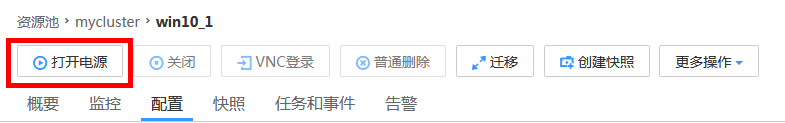 资源池 › mycluster › win10_1
打开电源 关闭 VNC登录 普通删除 迁移 创建快照 更多操作
概要 监控 配置 快照 任务和事件 告警